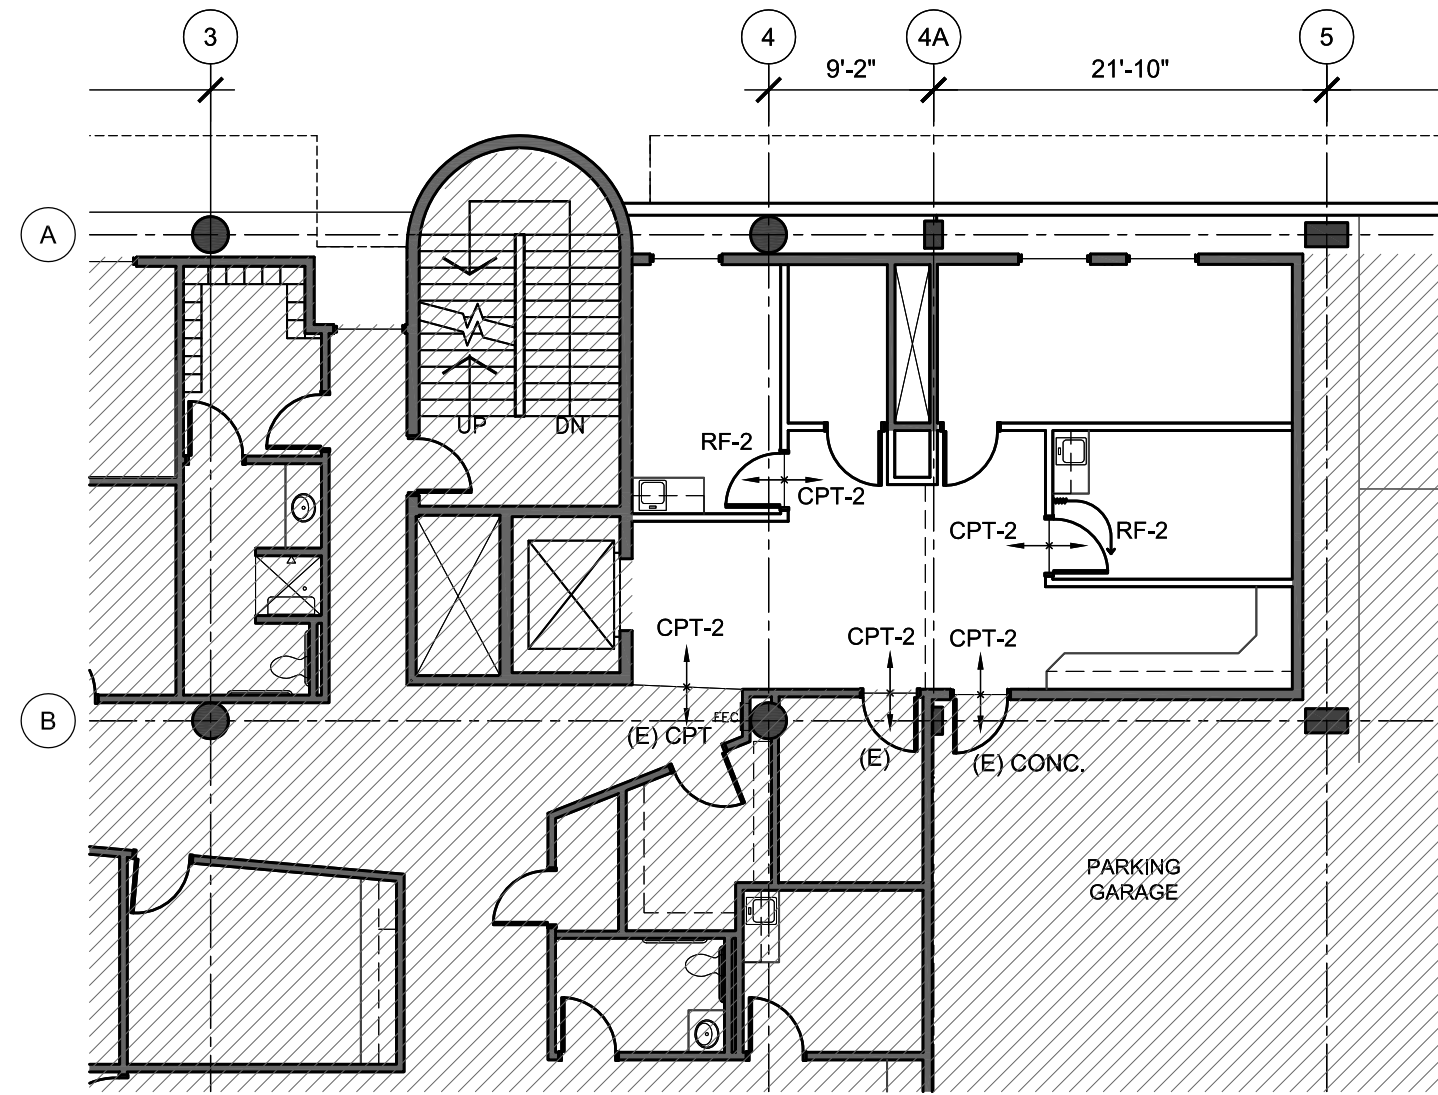 3
4
4A
5
9'-2"
21'-10"
A
UP
DN
RF-2
CPT-2
CPT-2
RF-2
CPT-2
CPT-2
CPT-2
B
FEC
(E) CPT
(E)
(E) CONC.
PARKING
GARAGE